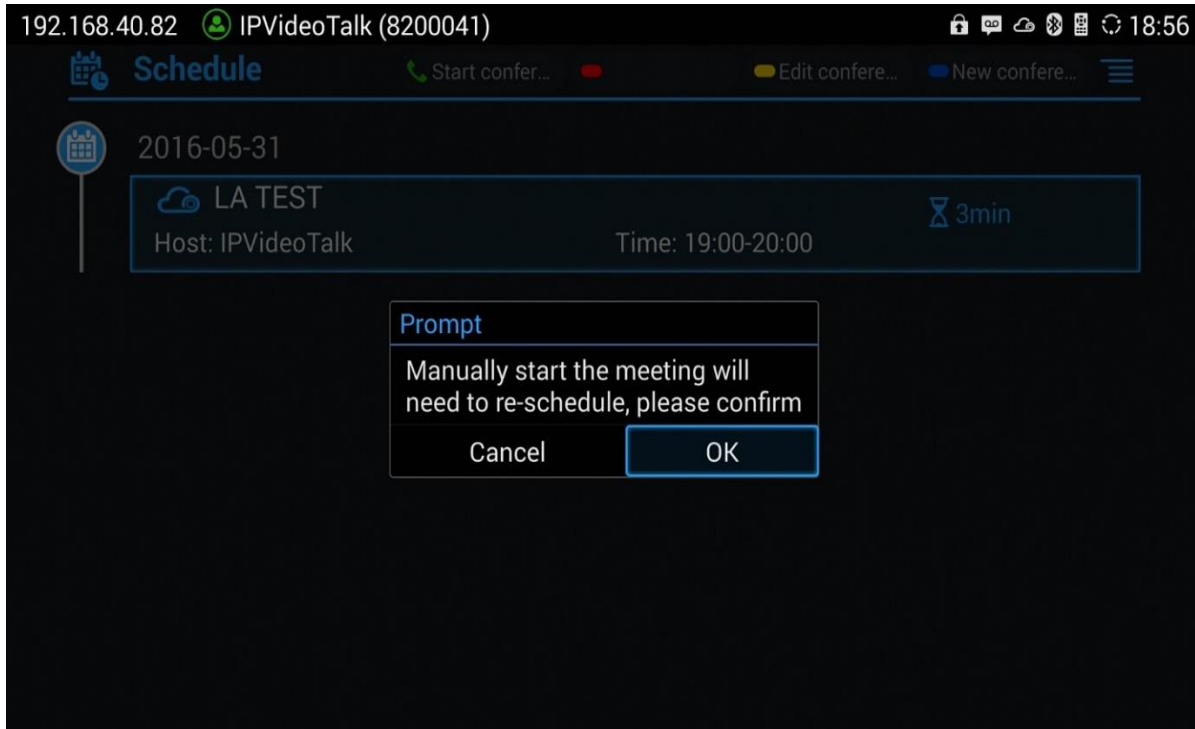 192.168.40.82 IPVideoTalk (8200041) 18:56
Schedule Start confer... Edit confere... New confere...
2016-05-31
LA TEST
3min
Host: IPVideoTalk Time: 19:00-20:00
Prompt
Manually start the meeting will
need to re-schedule, please confirm
Cancel OK